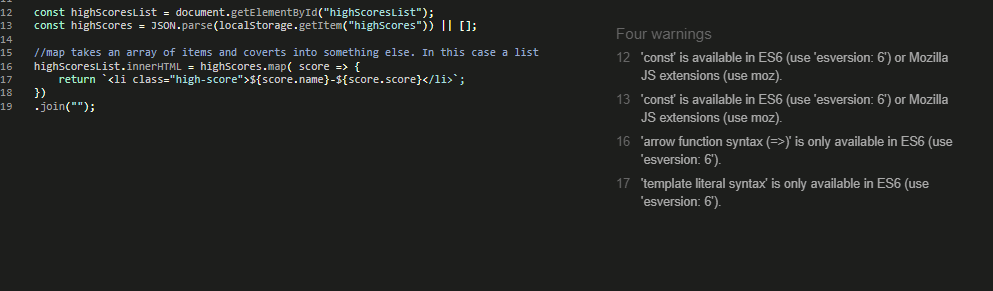 12 const highScoresList = document.getElementById("highScoresList");
13 const highScores = JSON.parse(localStorage.getItem("highScores")) || [];
14
15 //map takes an array of items and coverts into something else. In this case a list
16 highScoresList.innerHTML = highScores.map( score => {
17 return `<li class="high-score">${score.name}-${score.score}</li>`;
18 })
19 .join("");
Four warnings
12 'const' is available in ES6 (use 'esversion: 6') or Mozilla
JS extensions (use moz).
13 'const' is available in ES6 (use 'esversion: 6') or Mozilla
JS extensions (use moz).
16 'arrow function syntax (=>)' is only available in ES6 (use
'esversion: 6').
17 'template literal syntax' is only available in ES6 (use
'esversion: 6').